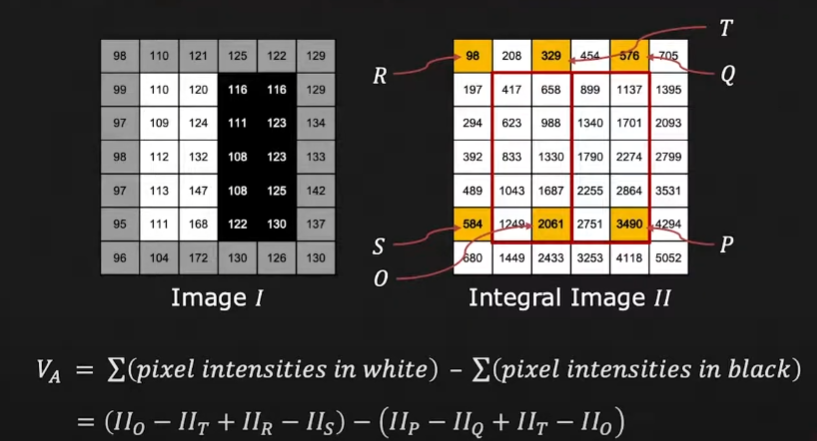 T
98 110 121 125 122 129 98 208 329 454 576 705
R Q
99 110 120 116 116 129 197 417 658 899 1137 1395
97 109 124 111 123 134 294 623 988 1340 1701 2093
98 112 132 108 123 133 392 833 1330 1790 2274 2799
97 113 147 108 125 142 489 1043 1687 2255 2864 3531
95 111 168 122 130 137 584 1249 2061 2751 3490 4294
S P
96 104 172 130 126 130 680 1449 2433 3253 4118 5052
O
Image I Integral Image II
V_A = ∑(pixel intensities in white) – ∑(pixel intensities in black)
= (II_O − II_T + II_R − II_S) − (II_P − II_Q + II_T − II_O)